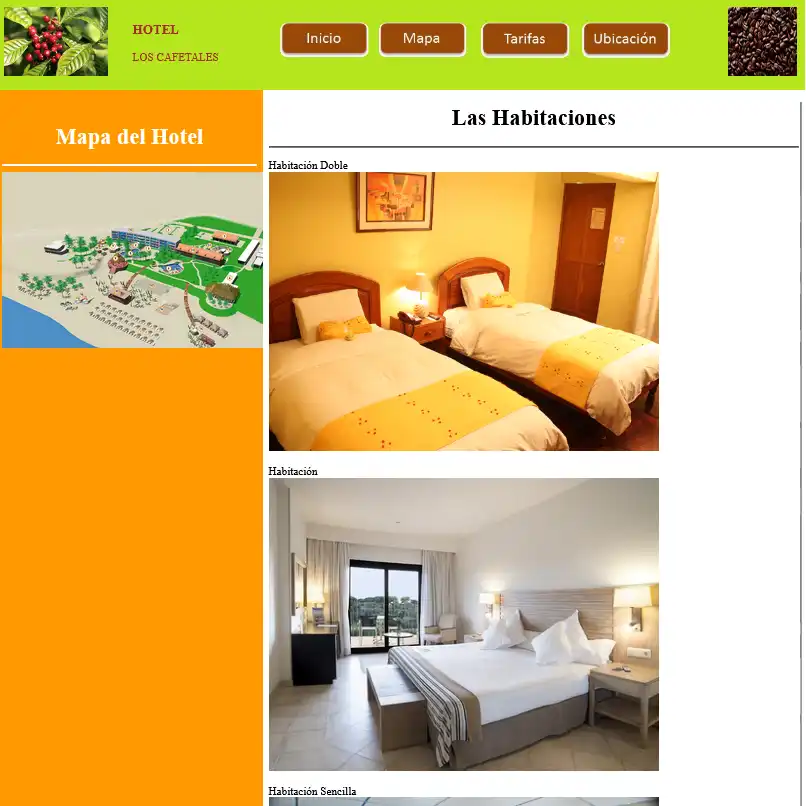 HOTEL
LOS CAFETALES
Inicio
Mapa
Tarifas
Ubicación
Mapa del Hotel
Las Habitaciones
Habitación Doble
Habitación
Habitación Sencilla